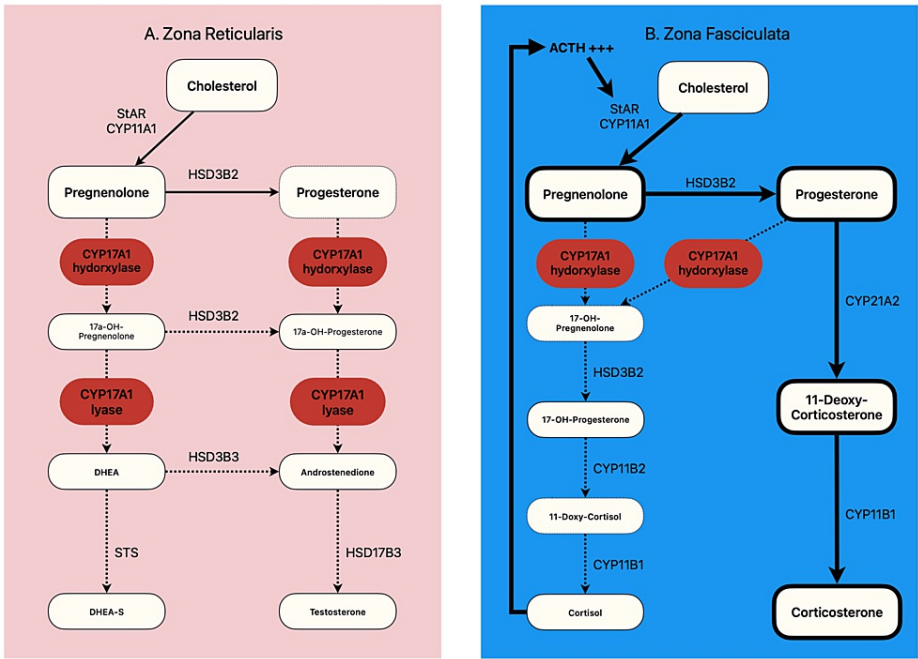 A. Zona Reticularis
Cholesterol
StAR
CYP11A1
Pregnenolone
HSD3B2
Progesterone
CYP17A1
hydorxylase
CYP17A1
hydorxylase
17a-OH-
Pregnenolone
HSD3B2
17a-OH-Progesterone
CYP17A1
lyase
CYP17A1
lyase
DHEA
HSD3B3
Androstenedione
STS
HSD17B3
DHEA-S
Testosterone
B. Zona Fasciculata
ACTH +++
Cholesterol
StAR
CYP11A1
Pregnenolone
HSD3B2
Progesterone
CYP17A1
hydorxylase
CYP17A1
hydorxylase
CYP21A2
17-OH-
Pregnenolone
HSD3B2
11-Deoxy-
Corticosterone
17-OH-Progesterone
CYP11B2
11-Doxy-Cortisol
CYP11B1
CYP11B1
Cortisol
Corticosterone